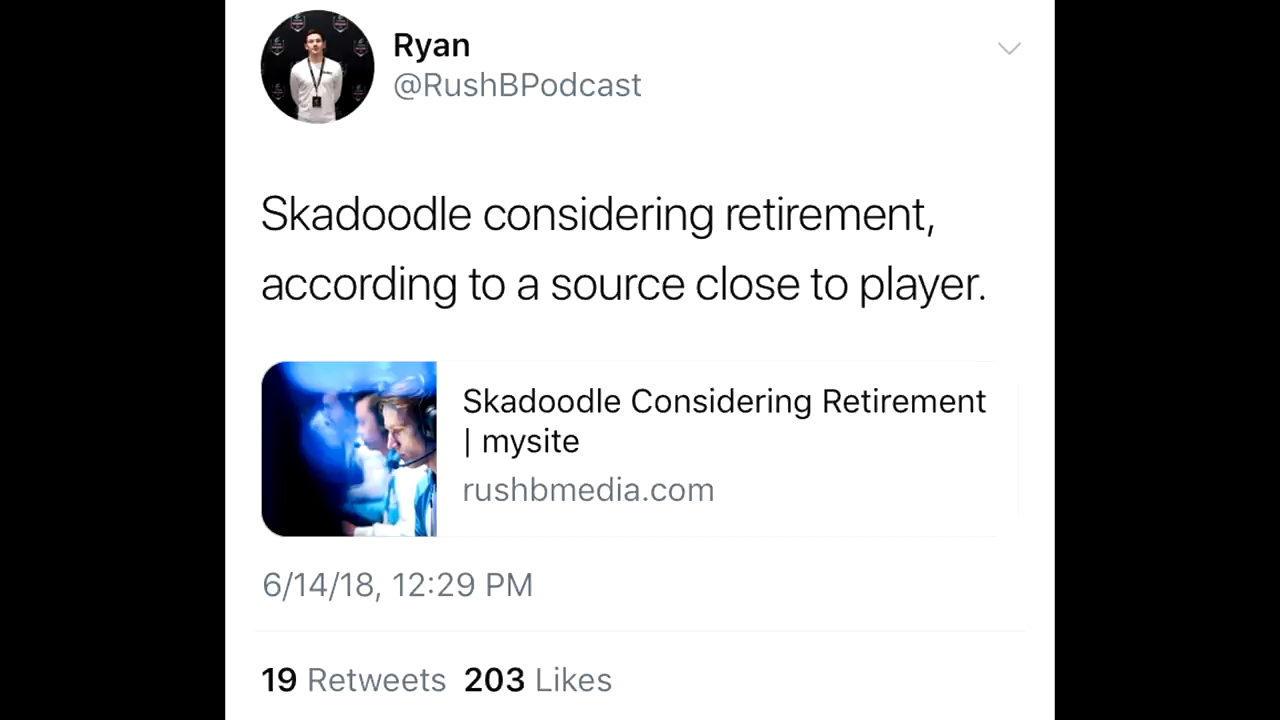 Ryan
@RushBPodcast
Skadoodle considering retirement,
according to a source close to player.
Skadoodle Considering Retirement
| mysite
rushbmedia.com
6/14/18, 12:29 PM
19 Retweets 203 Likes